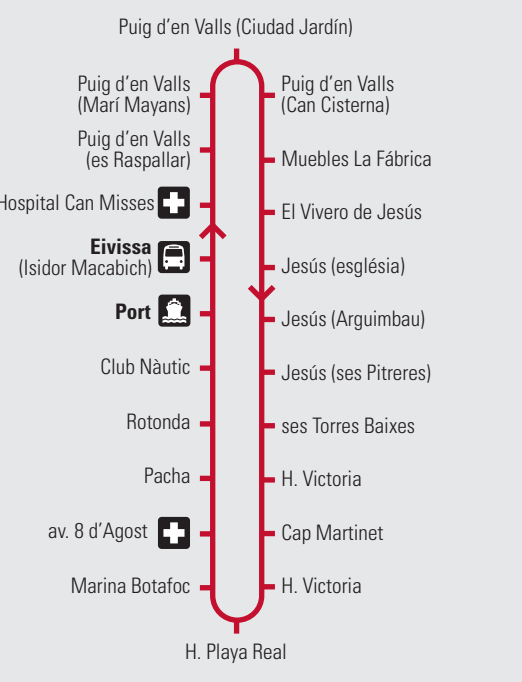 Puig d'en Valls (Ciudad Jardín)
Puig d'en Valls
(Marí Mayans)
Puig d'en Valls
(es Raspallar)
Hospital Can Misses
Eivissa
(Isidor Macabich)
Port
Club Nàutic
Rotonda
Pacha
av. 8 d'Agost
Marina Botafoc
Puig d'en Valls
(Can Cisterna)
Muebles La Fábrica
El Vivero de Jesús
Jesús (església)
Jesús (Arguimbau)
Jesús (ses Pitreres)
ses Torres Baixes
H. Victoria
Cap Martinet
H. Victoria
H. Playa Real